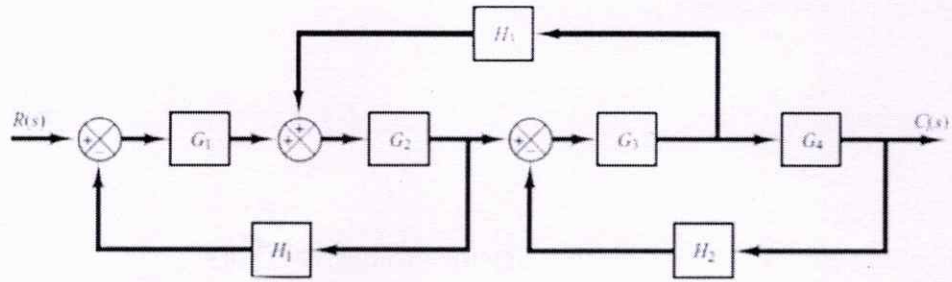 H₃
R(s) + − G₁ + + G₂ + − G₃ G₄ C(s)
H₁ H₂